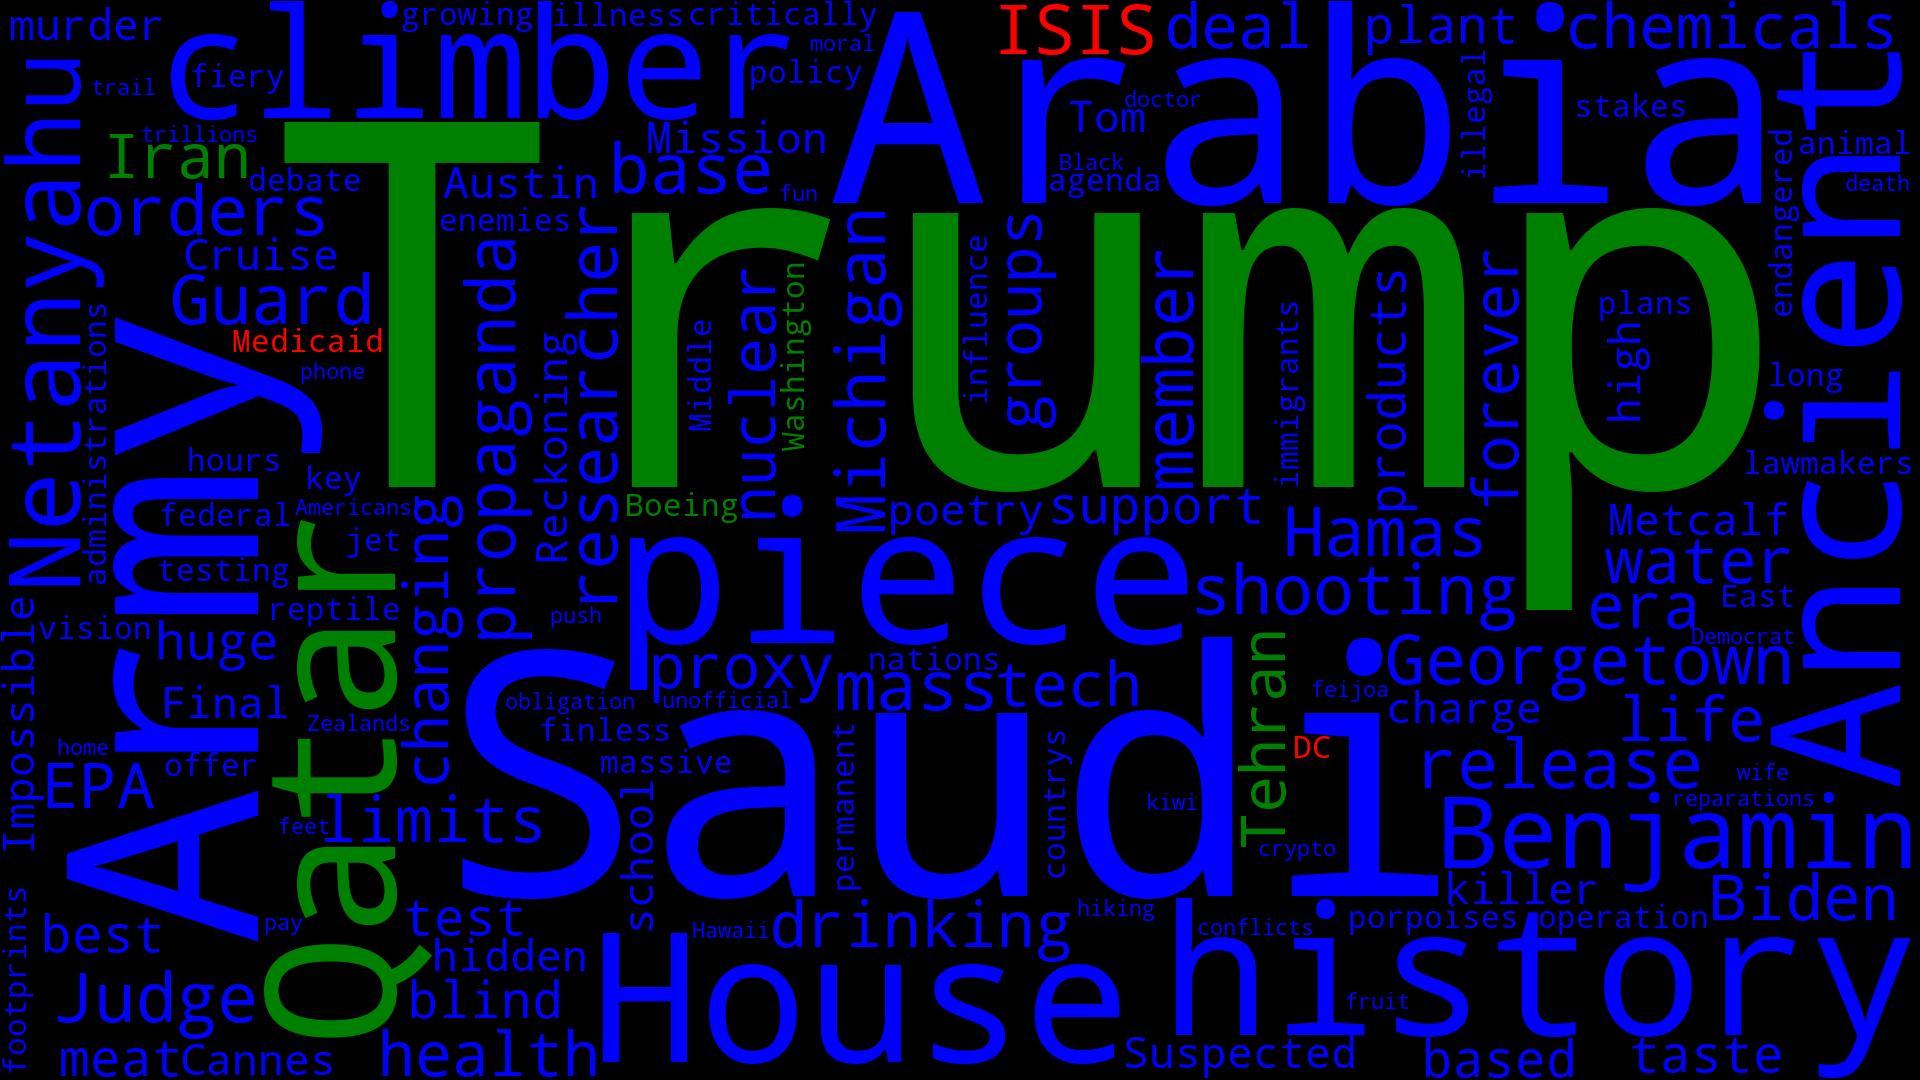 murder
climber
growing
illness
critically
ISIS
deal
plant
chemicals
trail
fiery
moral
policy
Arabia
Tom
doctor
illegal
stakes
Iran
trillions
Trump
Mission
base
Black
agenda
endangered
animal
death
debate
Austin
fun
orders
enemies
Netanyahu
Cruise
Guard
Medicaid
phone
administrations
Army
propaganda
Reckoning
researcher
Middle
nuclear
Washington
Michigan
influence
groups
member
immigrants
products
forever
plans
high
long
Ancient
lawmakers
hours
key
federal
Americans
jet
testing
reptile
changing
Boeing
poetry
support
Hamas
Metcalf
water
piece
shooting
era
East
push
vision
huge
Impossible
Qatar
proxy
nations
masstech
Tehran
Democrat
Georgetown
feijoa
Final
Zealands
obligation
unofficial
finless
massive
Saudi
charge
life
home
EPA
offer
permanent
countrys
DC
release
wife
feet
limits
school
kiwi
crypto
reparations
Benjamin
killer
footprints
best
pay
test
hidden
Hawaii
drinking
hiking
conflicts
porpoises
operation
Biden
Judge
blind
House
history
fruit
meat
Cannes
health
Suspected
based
taste